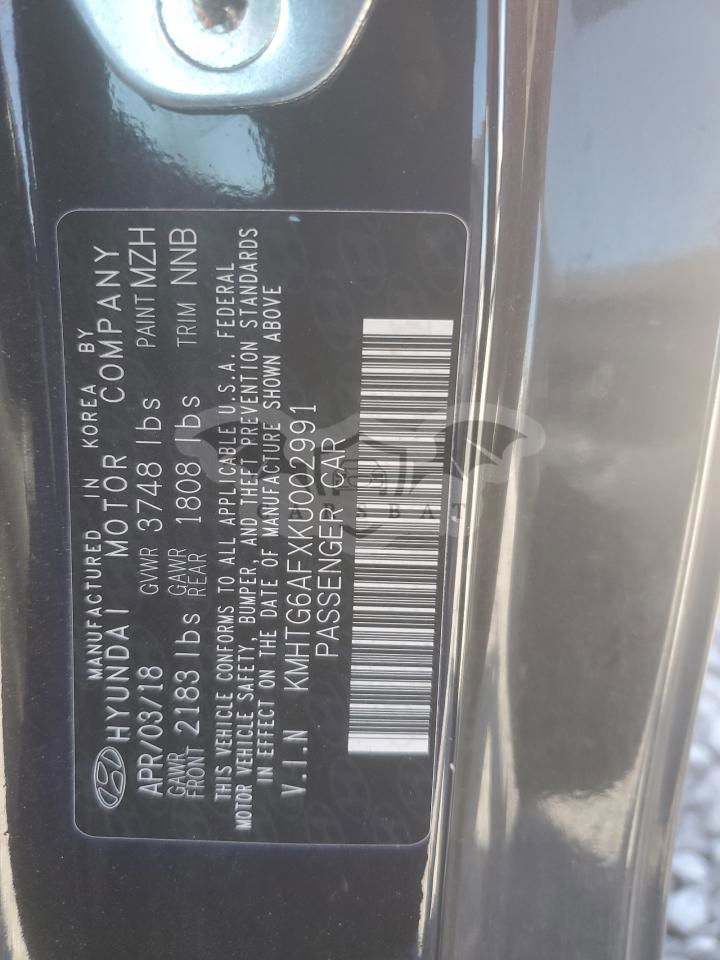 MANUFACTURED IN KOREA BY
HYUNDAI MOTOR COMPANY
APR/03/18 GVWR 3748 lbs PAINT MZH
GAWR FRONT 2183 lbs GAWR REAR 1808 lbs TRIM NNB
THIS VEHICLE CONFORMS TO ALL APPLICABLE U.S.A. FEDERAL
MOTOR VEHICLE SAFETY, BUMPER, AND THEFT PREVENTION STANDARDS
IN EFFECT ON THE DATE OF MANUFACTURE SHOWN ABOVE
V.I.N KMHTG6AFXKU002991
PASSENGER CAR
CARSBAT